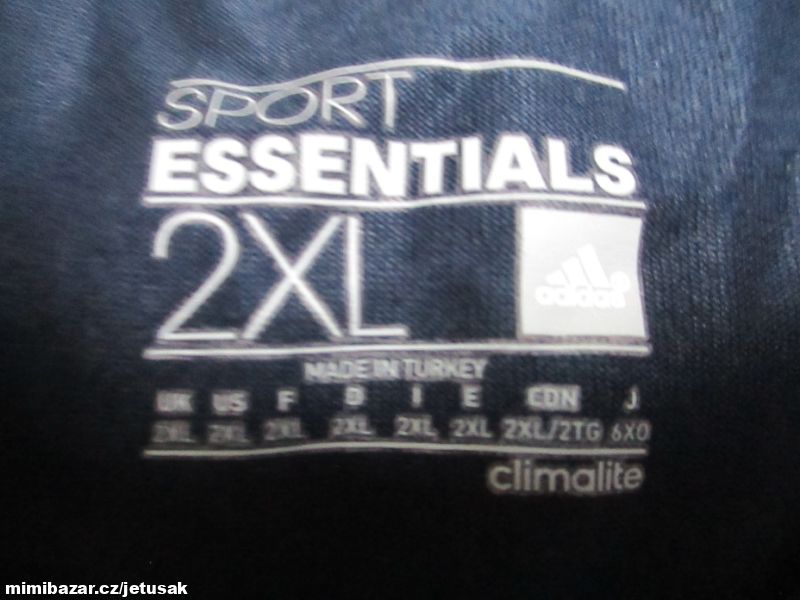 SPORT
ESSENTIALS
2XL
adidas
MADE IN TURKEY
UK US F D I E CDN J
2XL 2XL 2XL 2XL 2XL 2XL 2XL/2TG 6XO
climalite
mimibazar.cz/jetusak